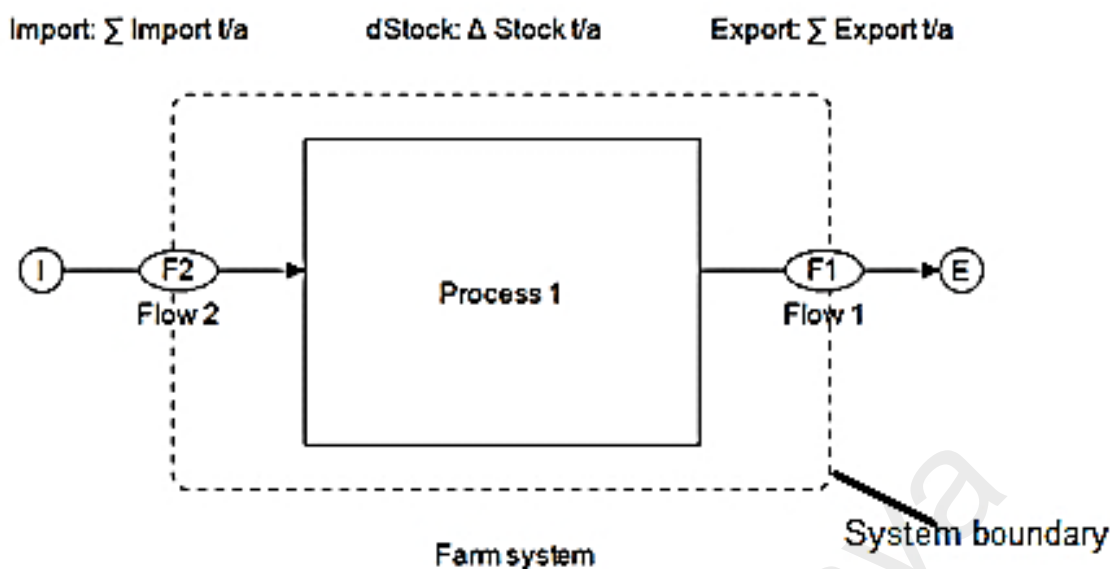 Import: ∑ Import t/a dStock: Δ Stock t/a Export: ∑ Export t/a
I F2 Process 1 F1 E
Flow 2 Flow 1
System boundary
Farm system